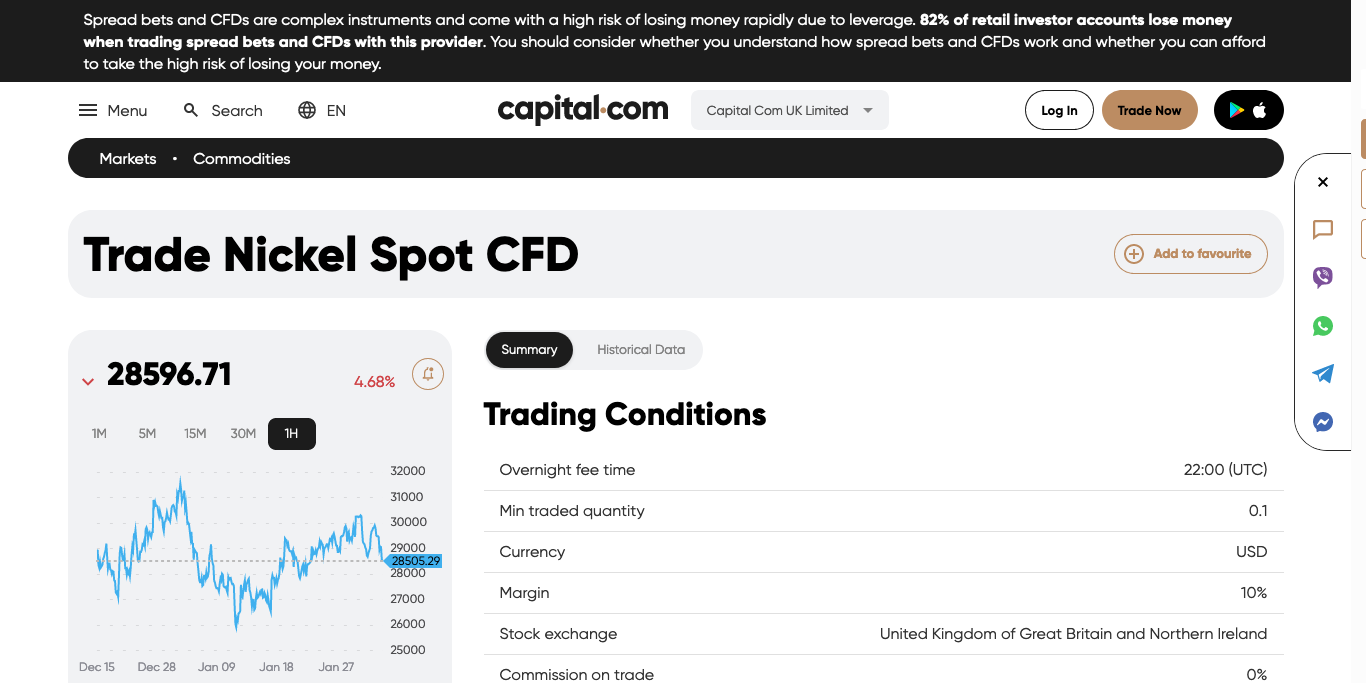 Spread bets and CFDs are complex instruments and come with a high risk of losing money rapidly due to leverage. 82% of retail investor accounts lose money
when trading spread bets and CFDs with this provider. You should consider whether you understand how spread bets and CFDs work and whether you can afford
to take the high risk of losing your money.
Menu Search EN capital.com Capital Com UK Limited Log In Trade Now
Markets • Commodities
Trade Nickel Spot CFD
Add to favourite
28596.71 4.68%
1M 5M 15M 30M 1H
32000
31000
30000
29000
28505.29
28000
27000
26000
25000
Dec 15 Dec 28 Jan 09 Jan 18 Jan 27
Summary Historical Data
Trading Conditions
Overnight fee time 22:00 (UTC)
Min traded quantity 0.1
Currency USD
Margin 10%
Stock exchange United Kingdom of Great Britain and Northern Ireland
Commission on trade 0%